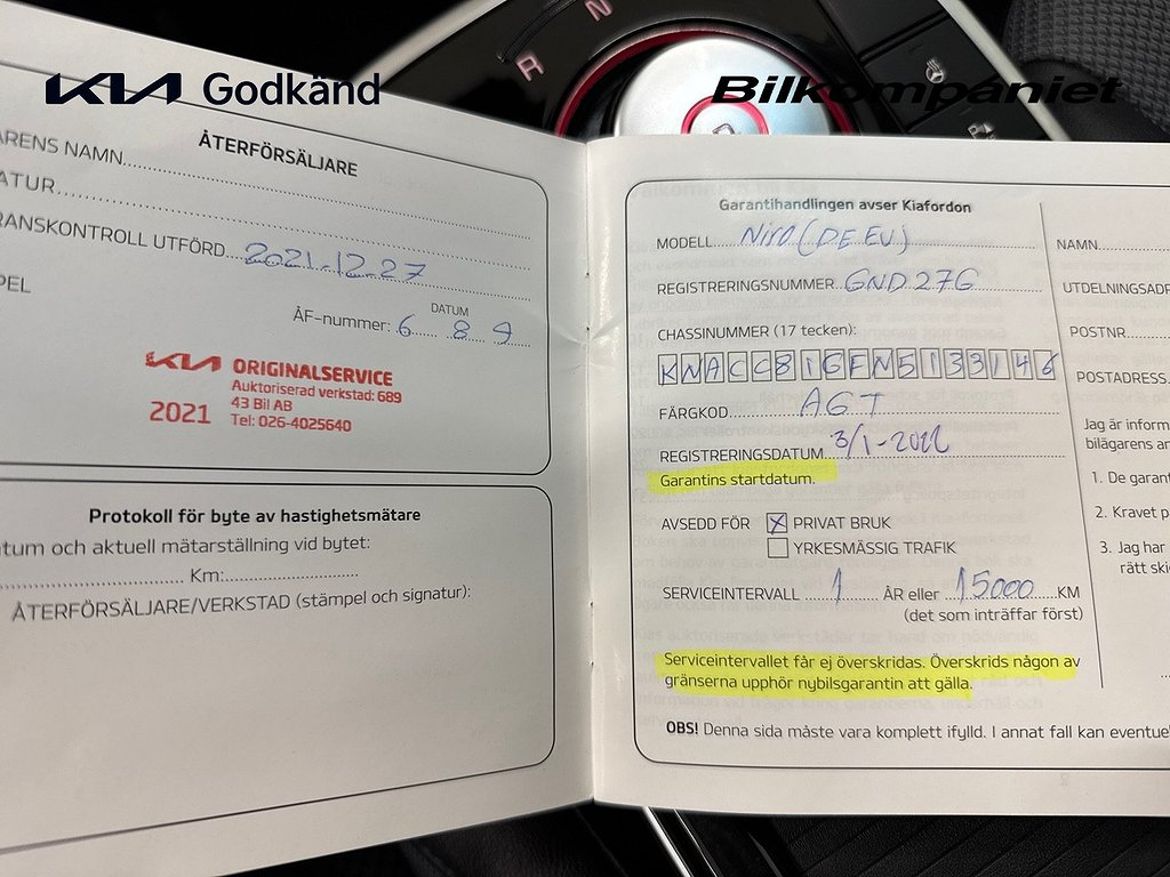 KIA Godkänd
Bilkompaniet
N
R
ÅTERFÖRSÄLJARE
ARENS NAMN
ATUR
RANSKONTROLL UTFÖRD 2021-12-27
PEL
DATUM
ÅF-nummer: 6 8 9
KIA ORIGINALSERVICE
Auktoriserad verkstad: 689
2021 43 Bil AB
Tel: 026-4025640
Protokoll för byte av hastighetsmätare
tum och aktuell mätarställning vid bytet:
Km:
ÅTERFÖRSÄLJARE/VERKSTAD (stämpel och signatur):
Garantihandlingen avser Kiafordon
MODELL Niro (DE EV)
REGISTRERINGSNUMMER GND27G
CHASSINUMMER (17 tecken):
KNACC81GFN5133146
FÄRGKOD AGT
REGISTRERINGSDATUM 3/1-2022
Garantins startdatum.
AVSEDD FÖR X PRIVAT BRUK
YRKESMÄSSIG TRAFIK
SERVICEINTERVALL 1 ÅR eller 15000 KM
(det som inträffar först)
Serviceintervallet får ej överskridas. Överskrids någon av
gränserna upphör nybilsgarantin att gälla.
OBS! Denna sida måste vara komplett ifylld. I annat fall kan eventue
NAMN
UTDELNINGSADR
POSTNR
POSTADRESS
Jag är inform
bilägarens an
1. De garant
2. Kravet p
3. Jag har
rätt ski